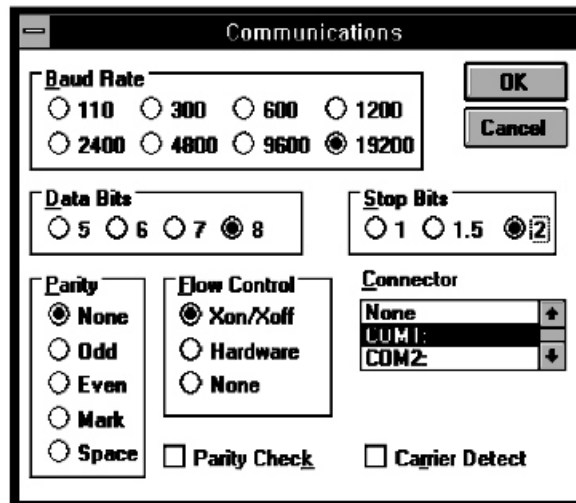 Communications
Baud Rate
110 300 600 1200
2400 4800 9600 19200
OK
Cancel
Data Bits
5 6 7 8
Stop Bits
1 1.5 2
Parity
None
Odd
Even
Mark
Space
Flow Control
Xon/Xoff
Hardware
None
Connector
None
COM1:
COM2:
Parity Check
Carrier Detect